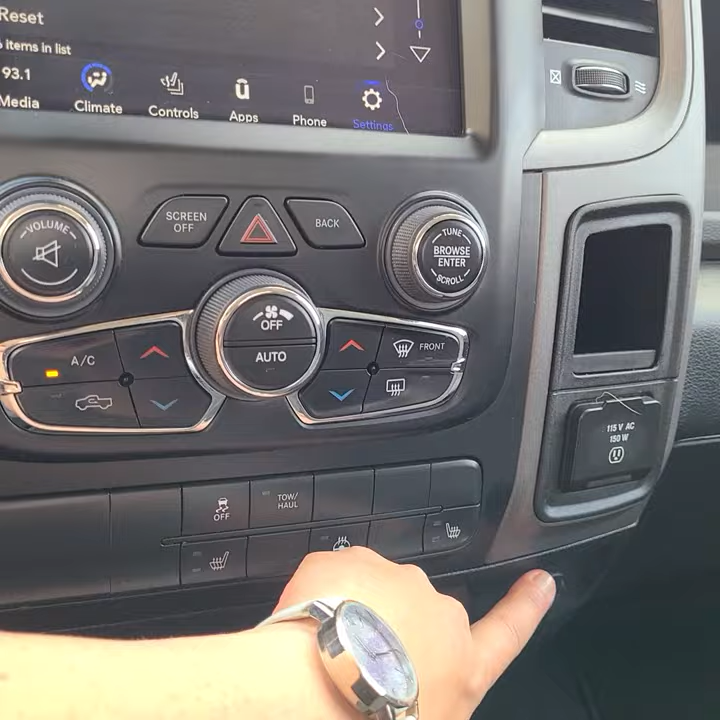 Reset
items in list
93.1
Media
Climate
Controls
Apps
Phone
Settings
VOLUME
SCREEN
OFF
BACK
TUNE
BROWSE
ENTER
SCROLL
OFF
AUTO
A/C
FRONT
115 V AC
150 W
OFF
TOW/
HAUL